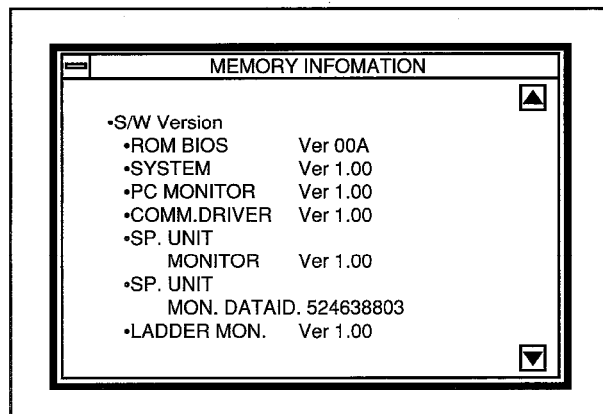 MEMORY INFOMATION
•S/W Version
•ROM BIOS Ver 00A
•SYSTEM Ver 1.00
•PC MONITOR Ver 1.00
•COMM.DRIVER Ver 1.00
•SP. UNIT
MONITOR Ver 1.00
•SP. UNIT
MON. DATAID. 524638803
•LADDER MON. Ver 1.00